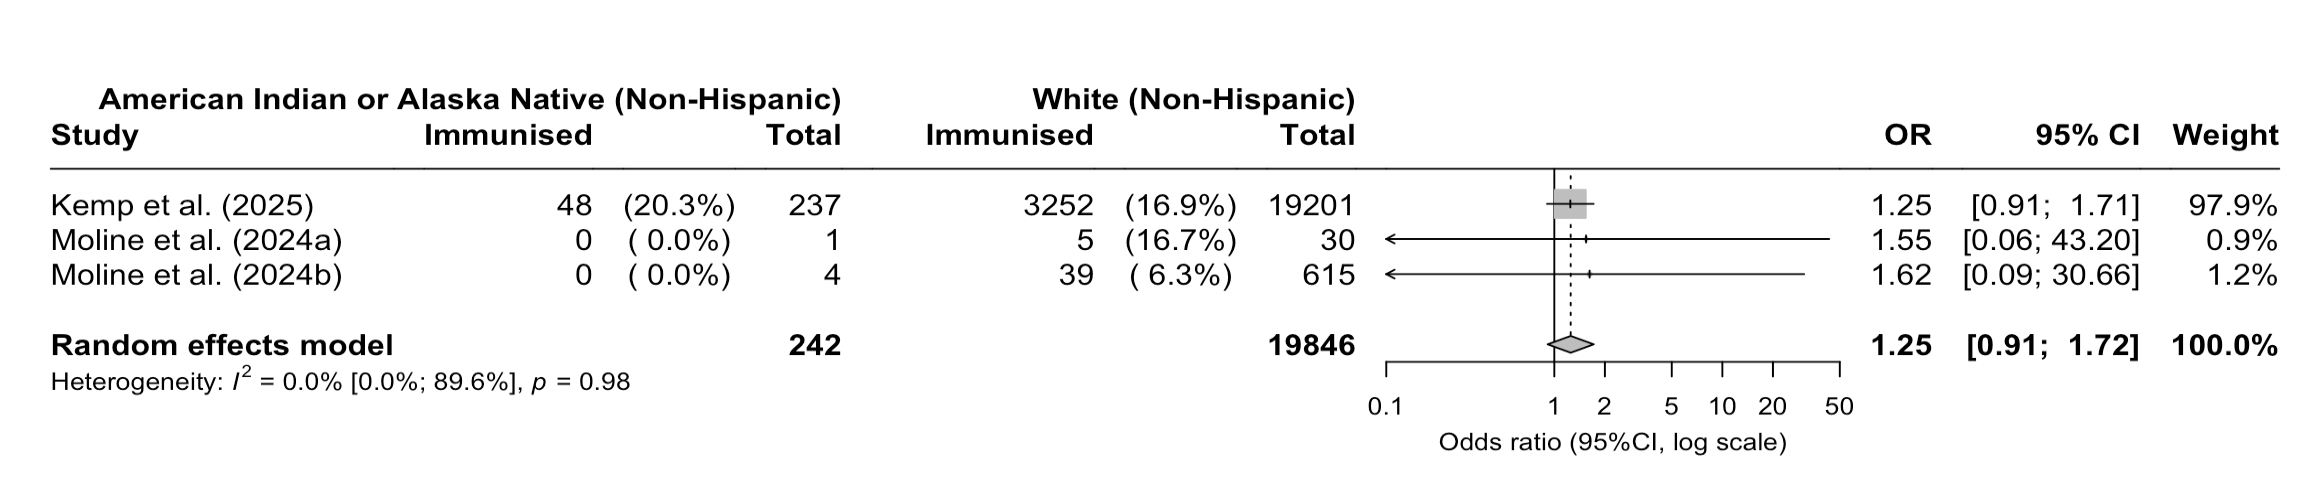 American Indian or Alaska Native (Non-Hispanic) White (Non-Hispanic)
Study Immunised Total Immunised Total OR 95% CI Weight
Kemp et al. (2025) 48 (20.3%) 237 3252 (16.9%) 19201 1.25 [0.91; 1.71] 97.9%
Moline et al. (2024a) 0 ( 0.0%) 1 5 (16.7%) 30 1.55 [0.06; 43.20] 0.9%
Moline et al. (2024b) 0 ( 0.0%) 4 39 ( 6.3%) 615 1.62 [0.09; 30.66] 1.2%
Random effects model 242 19846 1.25 [0.91; 1.72] 100.0%
Heterogeneity: I² = 0.0% [0.0%; 89.6%], p = 0.98
0.1 1 2 5 10 20 50
Odds ratio (95%CI, log scale)